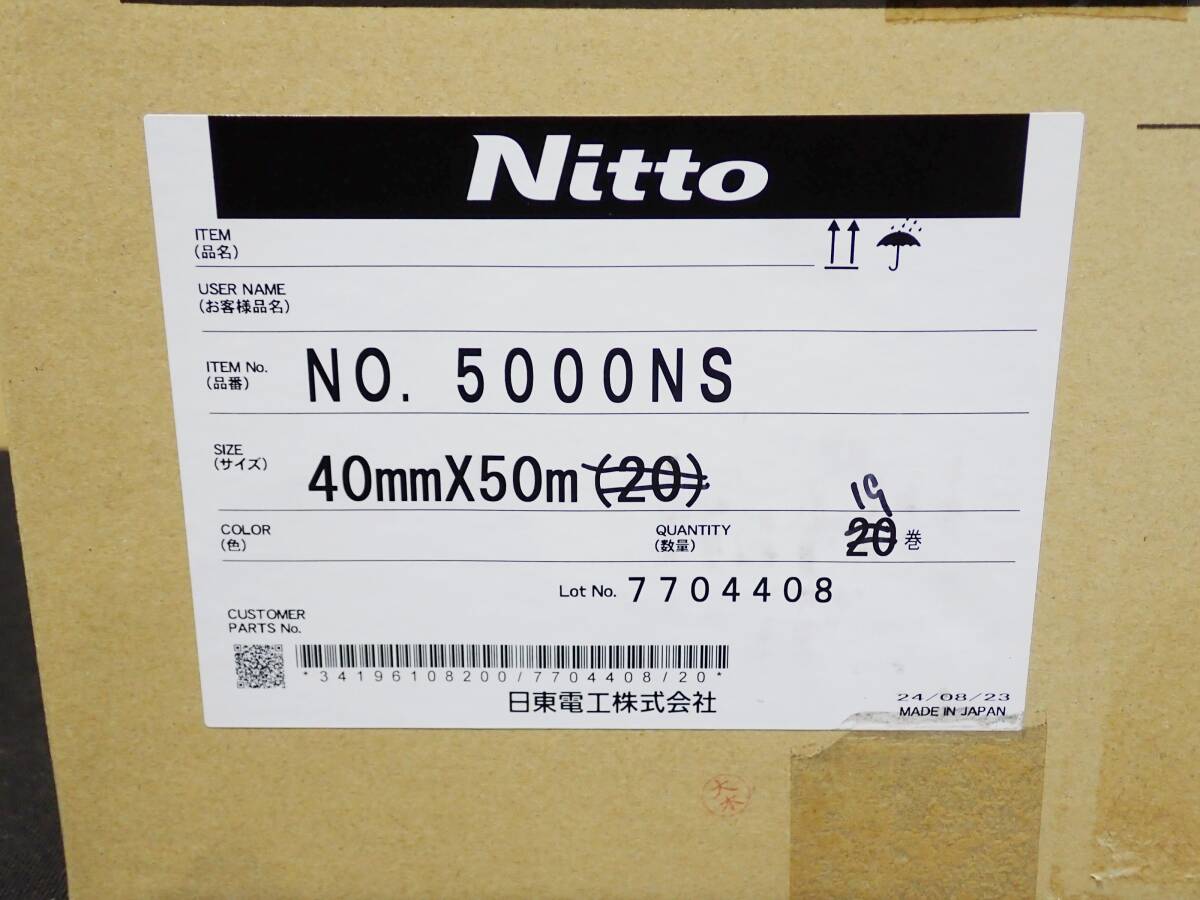 Nitto
ITEM
(品名)
USER NAME
(お客様品名)
ITEM No.
(品番)
NO. 5000NS
SIZE
(サイズ)
40mmX50m(20)
19
COLOR
(色)
QUANTITY
(数量)
20巻
Lot No. 7704408
CUSTOMER
PARTS No.
*34196108200/7704408/20*
日東電工株式会社
24/08/23
MADE IN JAPAN